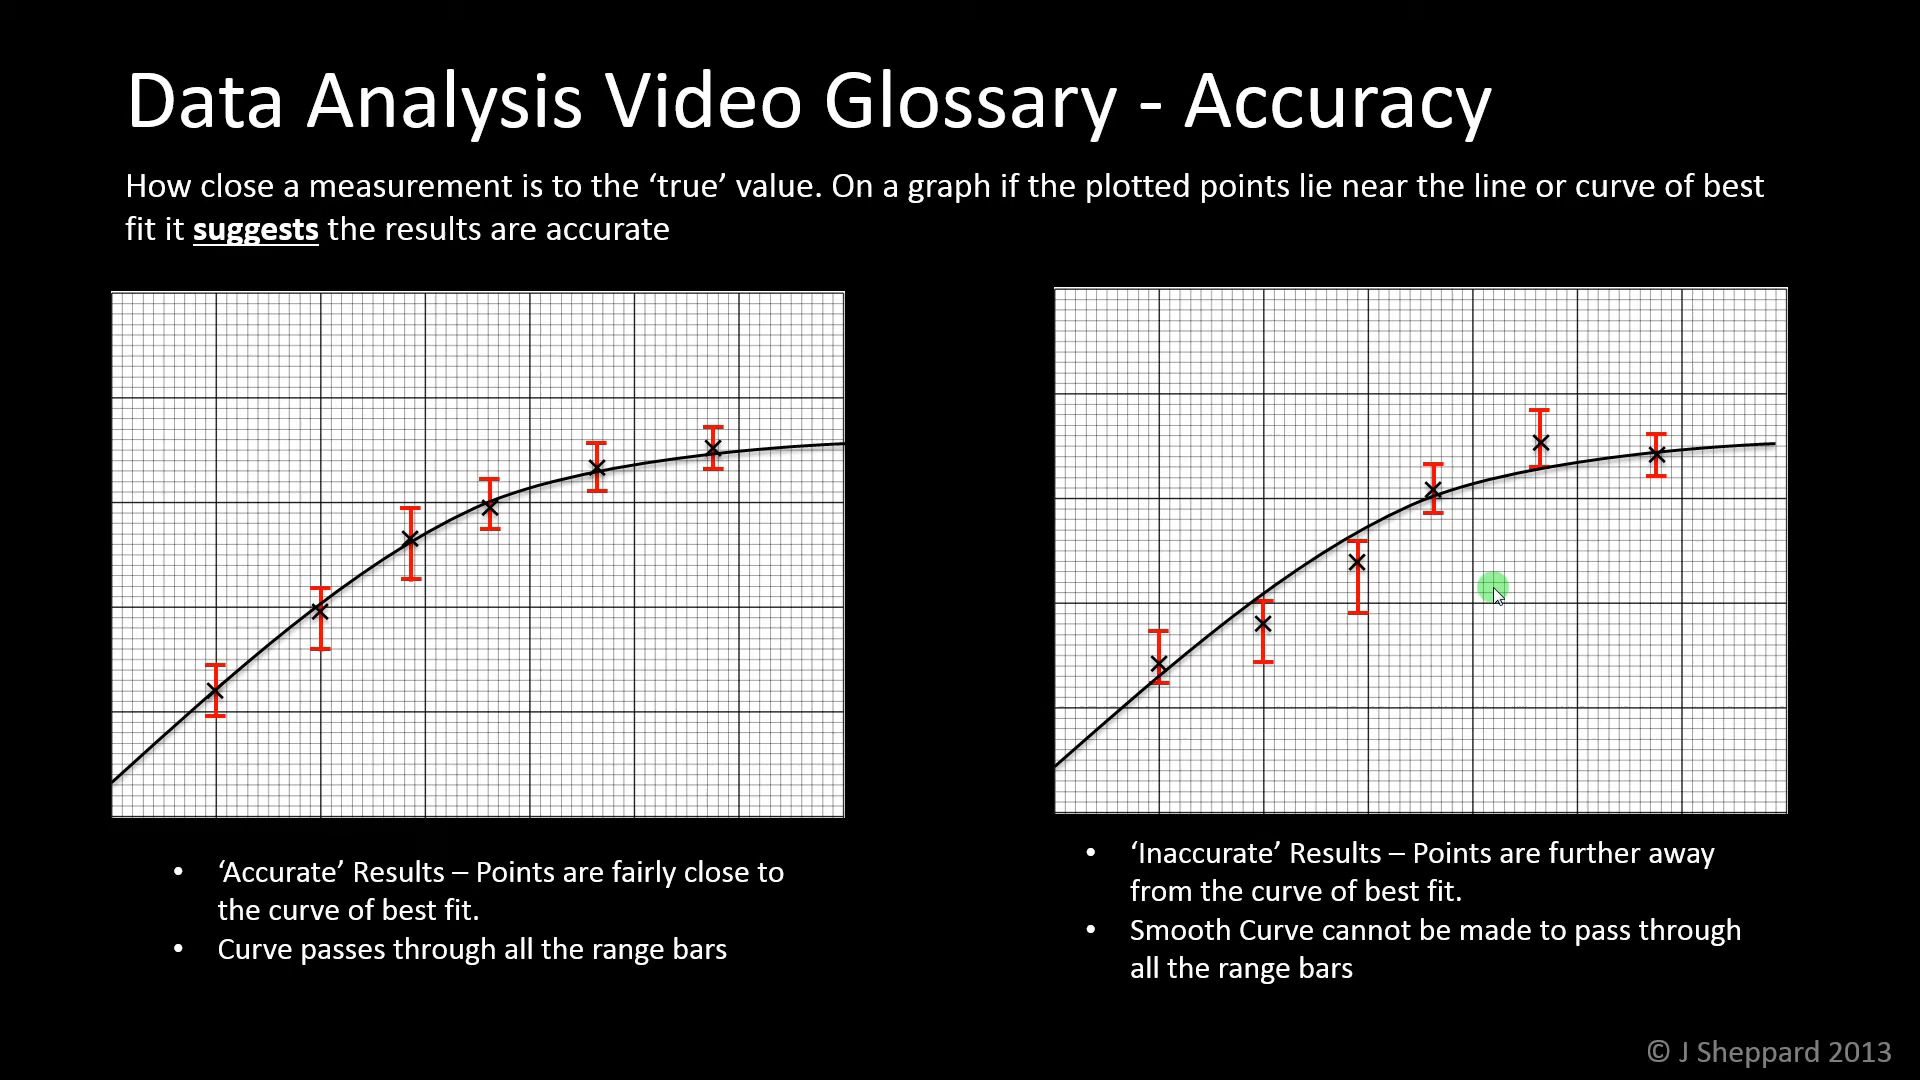 Data Analysis Video Glossary - Accuracy
How close a measurement is to the ‘true’ value. On a graph if the plotted points lie near the line or curve of best
fit it suggests the results are accurate
• ‘Accurate’ Results – Points are fairly close to
the curve of best fit.
• Curve passes through all the range bars
• ‘Inaccurate’ Results – Points are further away
from the curve of best fit.
• Smooth Curve cannot be made to pass through
all the range bars
© J Sheppard 2013